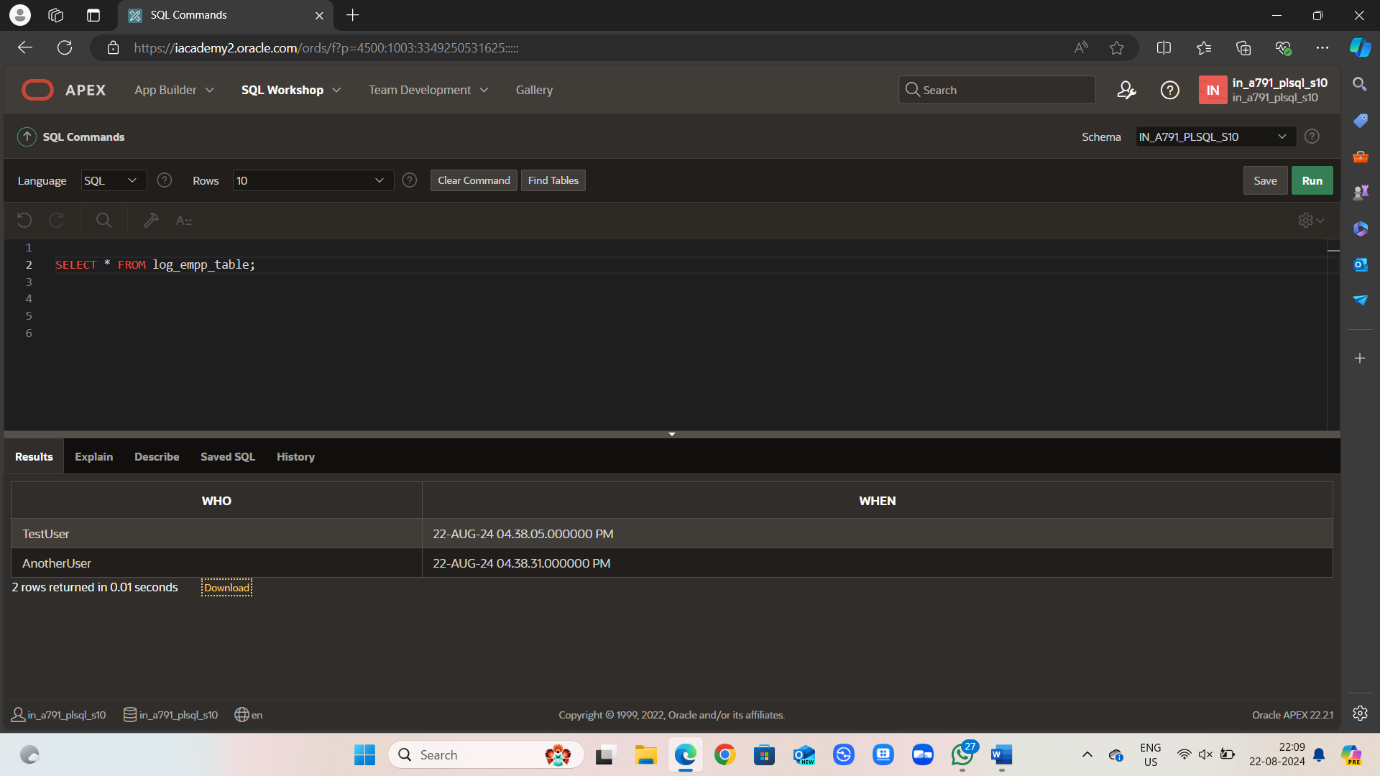 SQL Commands
https://iacademy2.oracle.com/ords/f?p=4500:1003:3349250531625:::::
APEX App Builder SQL Workshop Team Development Gallery Search IN in_a791_plsql_s10
in_a791_plsql_s10
SQL Commands Schema IN_A791_PLSQL_S10
Language SQL Rows 10 Clear Command Find Tables Save Run
A::
1
2 SELECT * FROM log_empp_table;
3
4
5
6
Results Explain Describe Saved SQL History
WHO WHEN
TestUser 22-AUG-24 04.38.05.000000 PM
AnotherUser 22-AUG-24 04.38.31.000000 PM
2 rows returned in 0.01 seconds Download
in_a791_plsql_s10 in_a791_plsql_s10 en Copyright © 1999, 2022, Oracle and/or its affiliates. Oracle APEX 22.2.1
Search NEW 27 W ENG 22:09 PRE
US 22-08-2024